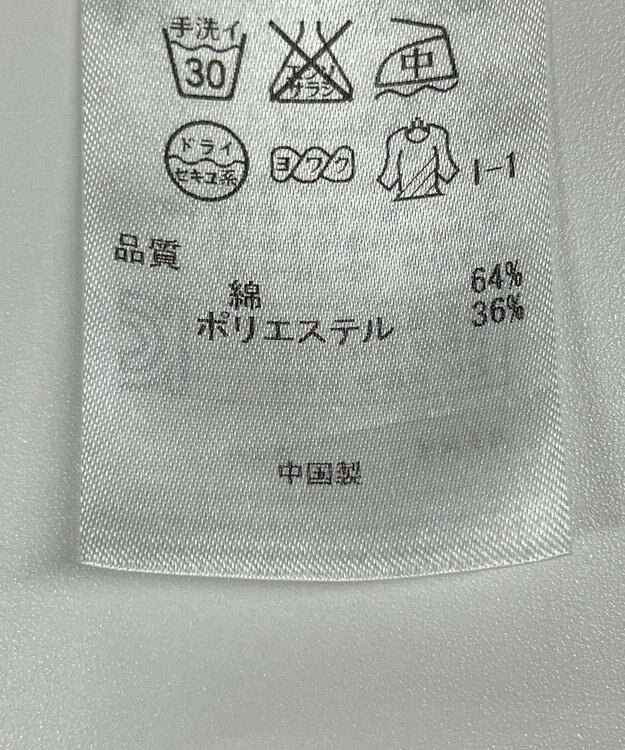 手洗イ
30
エンソ
サラシ
中
ドライ
セキユ系
ヨワク
I-1
品質
綿 64%
ポリエステル 36%
中国製